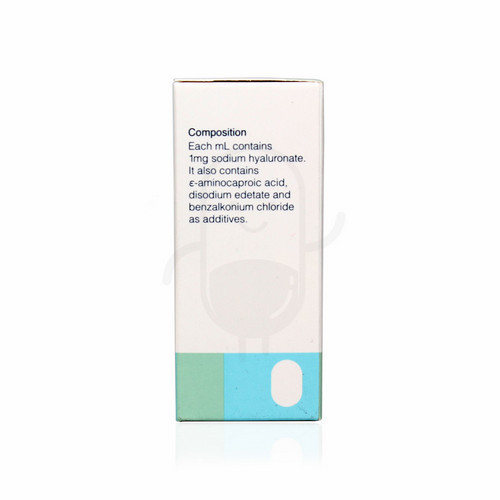 Composition
Each mL contains
1mg sodium hyaluronate.
It also contains
ε-aminocaproic acid,
disodium edetate and
benzalkonium chloride
as additives.